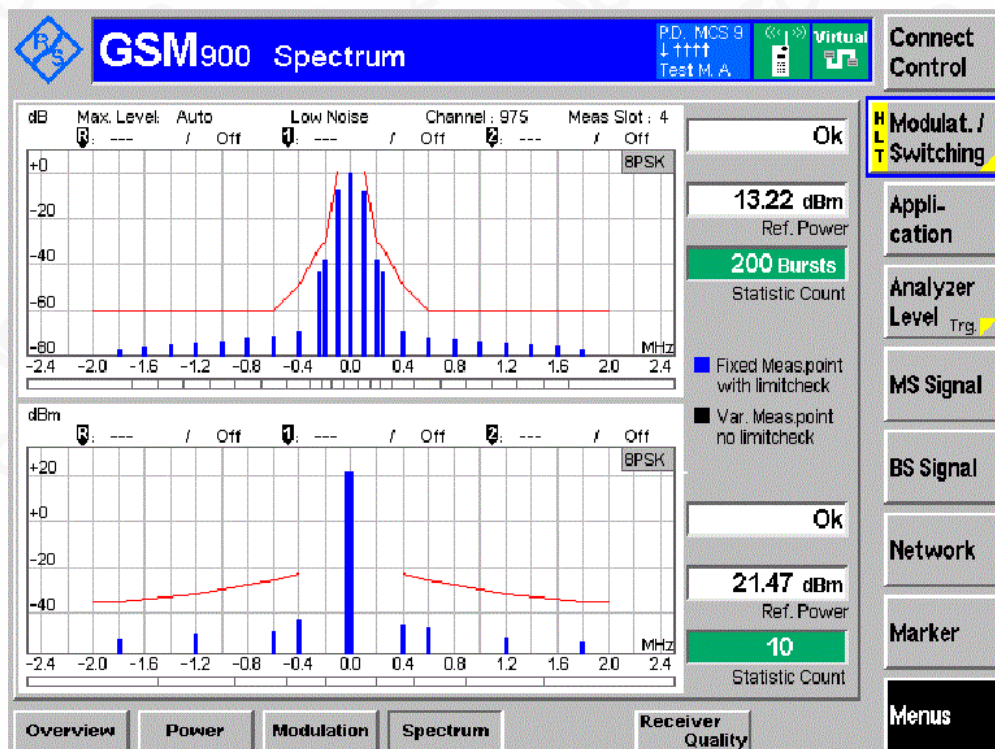 R/S
GSM900 Spectrum
P.D. MCS 9
↓ ↑↑↑↑
Test M. A.
Virtual
Connect Control
dB Max. Level: Auto Low Noise Channel : 975 Meas Slot : 4
R: --- / Off 1: --- / Off 2: --- / Off
8PSK
+0
-20
-40
-60
-80
MHz
-2.4 -2.0 -1.6 -1.2 -0.8 -0.4 0.0 0.4 0.8 1.2 1.6 2.0 2.4
Ok
13.22 dBm
Ref. Power
200 Bursts
Statistic Count
Fixed Meas.point
with limitcheck
Var. Meas.point
no limitcheck
dBm
R: --- / Off 1: --- / Off 2: --- / Off
8PSK
+20
+0
-20
-40
MHz
-2.4 -2.0 -1.6 -1.2 -0.8 -0.4 0.0 0.4 0.8 1.2 1.6 2.0 2.4
Ok
21.47 dBm
Ref. Power
10
Statistic Count
HLT
Modulat. /
Switching
Appli-
cation
Analyzer
Level Trg.
MS Signal
BS Signal
Network
Marker
Menus
Overview
Power
Modulation
Spectrum
Receiver
Quality